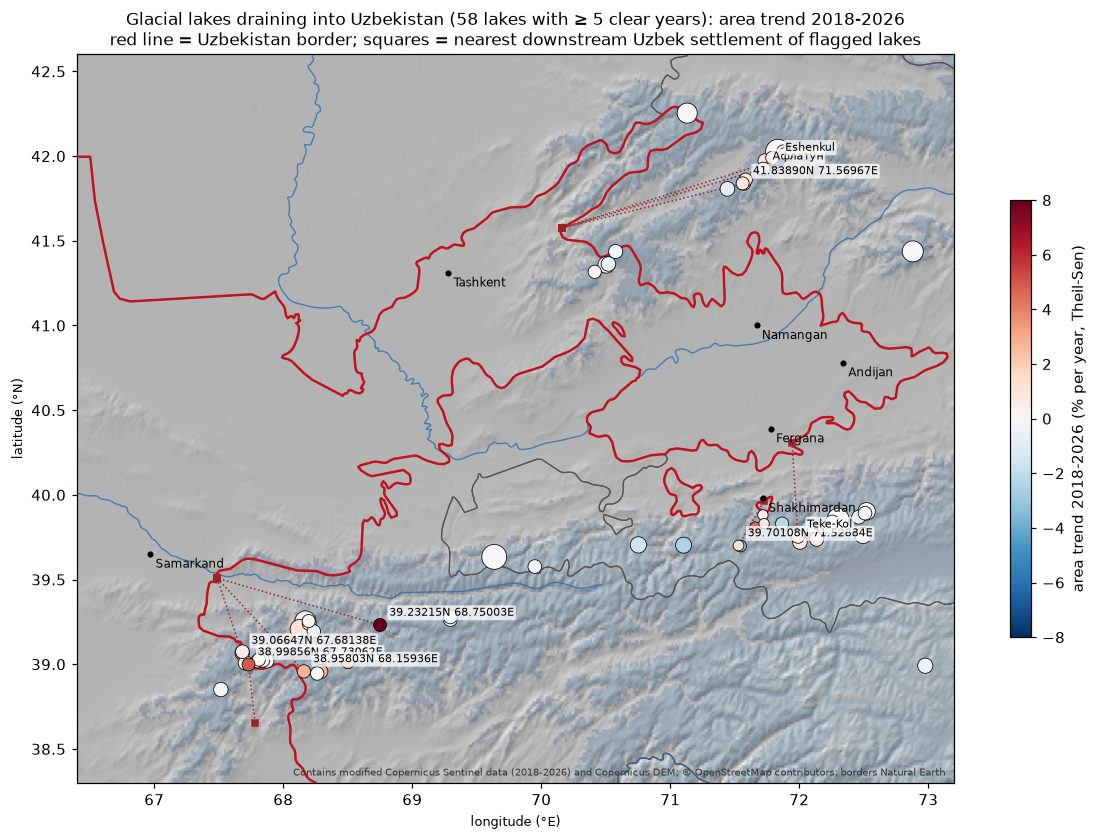 Glacial lakes draining into Uzbekistan (58 lakes with ≥ 5 clear years): area trend 2018-2026
red line = Uzbekistan border; squares = nearest downstream Uzbek settlement of flagged lakes
42.5
42.0
41.5
41.0
40.5
40.0
39.5
39.0
38.5
latitude (°N)
Eshenkul
41.83890N 71.56967E
Tashkent
Namangan
Andijan
Fergana
Shakhimardan
Teke-Kol
39.70108N 71.52884E
Samarkand
39.23215N 68.75003E
39.06647N 67.68138E
38.99856N 67.73062E
38.95803N 68.15936E
Contains modified Copernicus Sentinel data (2018-2026) and Copernicus DEM; © OpenStreetMap contributors; borders Natural Earth
67
68
69
70
71
72
73
longitude (°E)
8
6
4
2
0
−2
−4
−6
−8
area trend 2018-2026 (% per year, Theil-Sen)